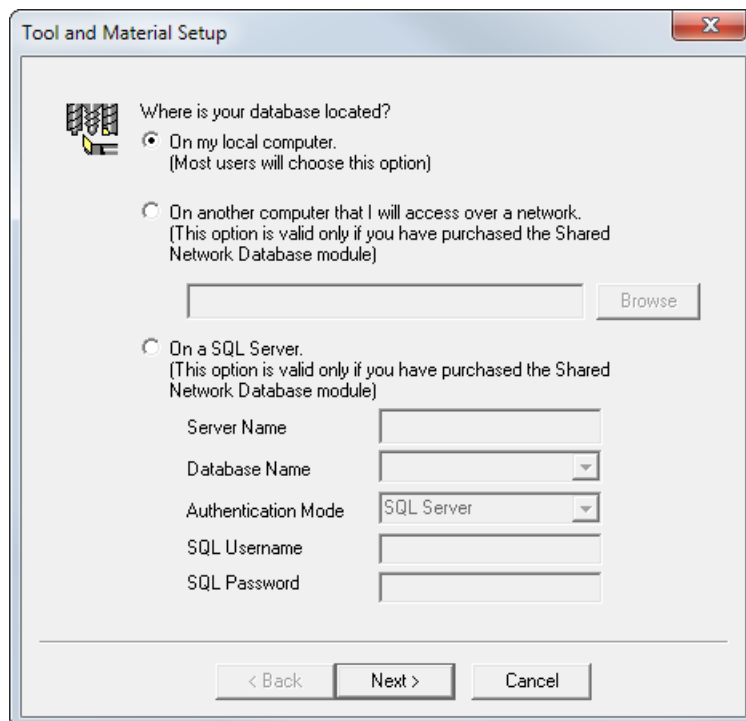 Tool and Material Setup
Where is your database located?
On my local computer.
(Most users will choose this option)
On another computer that I will access over a network.
(This option is valid only if you have purchased the Shared
Network Database module)
Browse
On a SQL Server.
(This option is valid only if you have purchased the Shared
Network Database module)
Server Name
Database Name
Authentication Mode SQL Server
SQL Username
SQL Password
< Back Next > Cancel